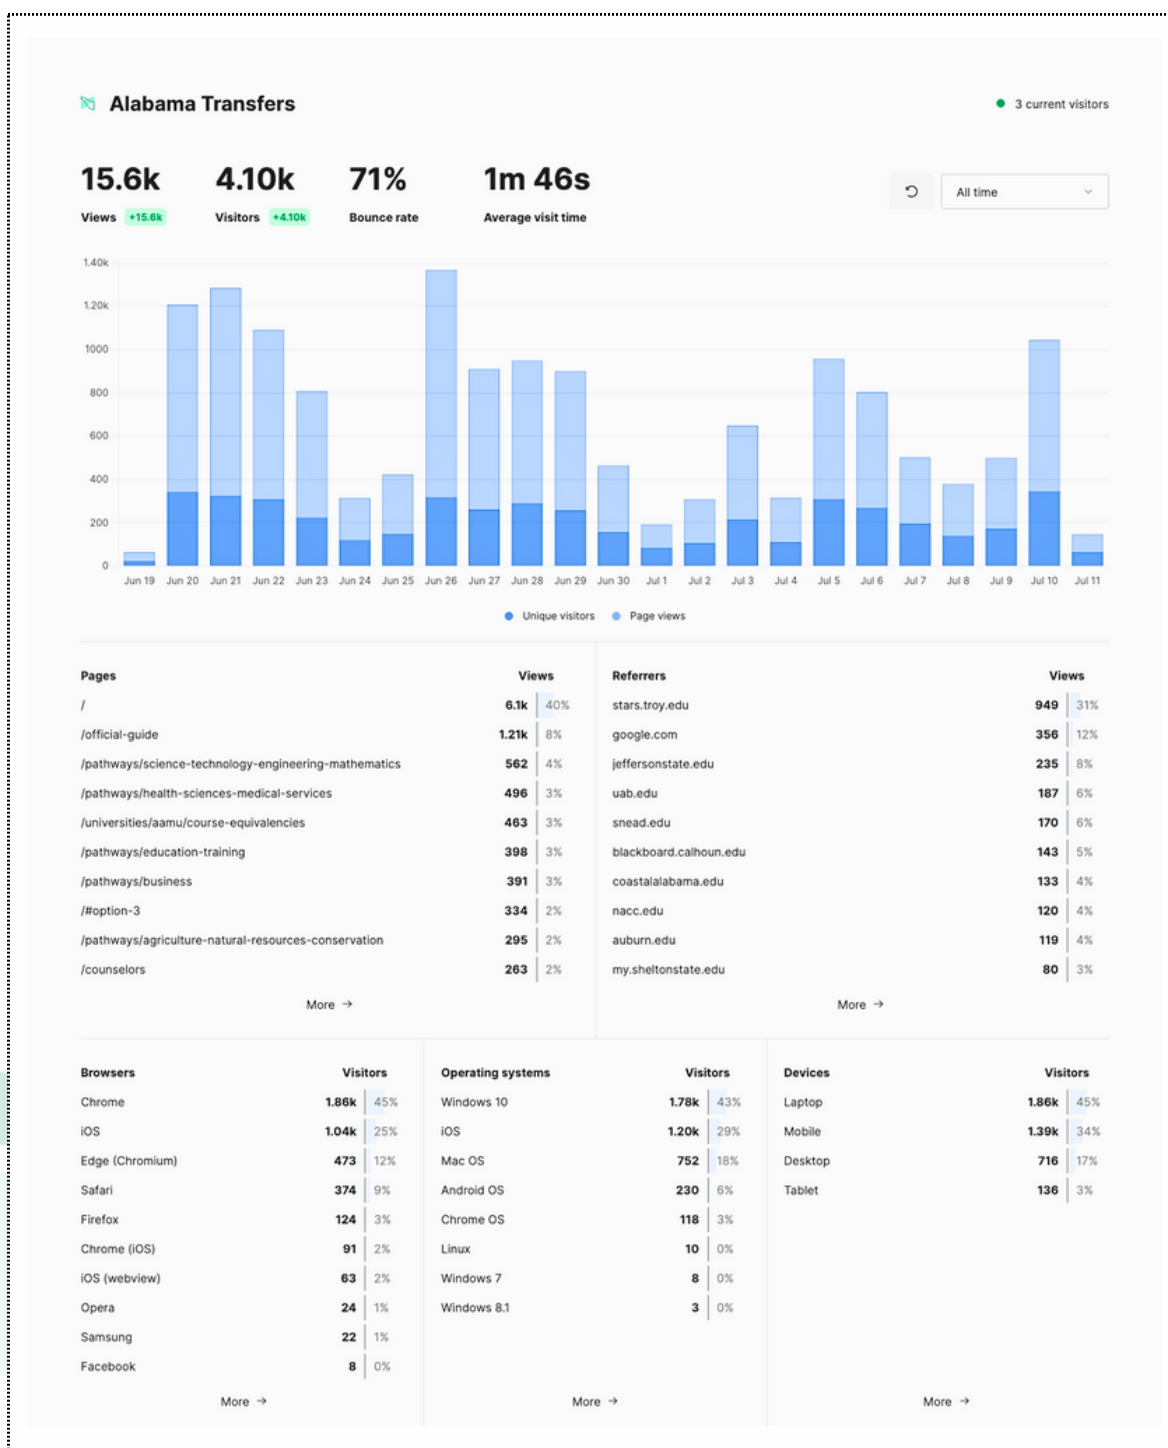 Alabama Transfers
3 current visitors
15.6k 4.10k 71% 1m 46s
Views +15.6k Visitors +4.10k Bounce rate Average visit time
All time
1.40k
1.20k
1000
800
600
400
200
0
Jun 19 Jun 20 Jun 21 Jun 22 Jun 23 Jun 24 Jun 25 Jun 26 Jun 27 Jun 28 Jun 29 Jun 30 Jul 1 Jul 2 Jul 3 Jul 4 Jul 5 Jul 6 Jul 7 Jul 8 Jul 9 Jul 10 Jul 11
Unique visitors Page views
Pages Views
/ 6.1k 40%
/official-guide 1.21k 8%
/pathways/science-technology-engineering-mathematics 562 4%
/pathways/health-sciences-medical-services 496 3%
/universities/aamu/course-equivalencies 463 3%
/pathways/education-training 398 3%
/pathways/business 391 3%
/#option-3 334 2%
/pathways/agriculture-natural-resources-conservation 295 2%
/counselors 263 2%
More →
Referrers Views
stars.troy.edu 949 31%
google.com 356 12%
jeffersonstate.edu 235 8%
uab.edu 187 6%
snead.edu 170 6%
blackboard.calhoun.edu 143 5%
coastalalabama.edu 133 4%
nacc.edu 120 4%
auburn.edu 119 4%
my.sheltonstate.edu 80 3%
More →
Browsers Visitors
Chrome 1.86k 45%
iOS 1.04k 25%
Edge (Chromium) 473 12%
Safari 374 9%
Firefox 124 3%
Chrome (iOS) 91 2%
iOS (webview) 63 2%
Opera 24 1%
Samsung 22 1%
Facebook 8 0%
More →
Operating systems Visitors
Windows 10 1.78k 43%
iOS 1.20k 29%
Mac OS 752 18%
Android OS 230 6%
Chrome OS 118 3%
Linux 10 0%
Windows 7 8 0%
Windows 8.1 3 0%
More →
Devices Visitors
Laptop 1.86k 45%
Mobile 1.39k 34%
Desktop 716 17%
Tablet 136 3%
More →